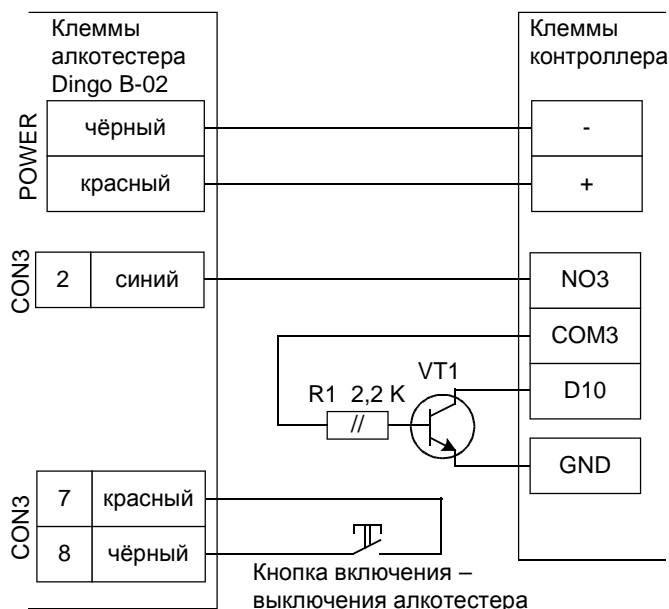 Клеммы
алкотестера
Dingo B-02
Клеммы
контроллера
POWER
чёрный
-
красный
+
CON3
2
синий
NO3
COM3
VT1
R1 2,2 K
D10
//
GND
CON3
7
красный
8
чёрный
Кнопка включения –
выключения алкотестера